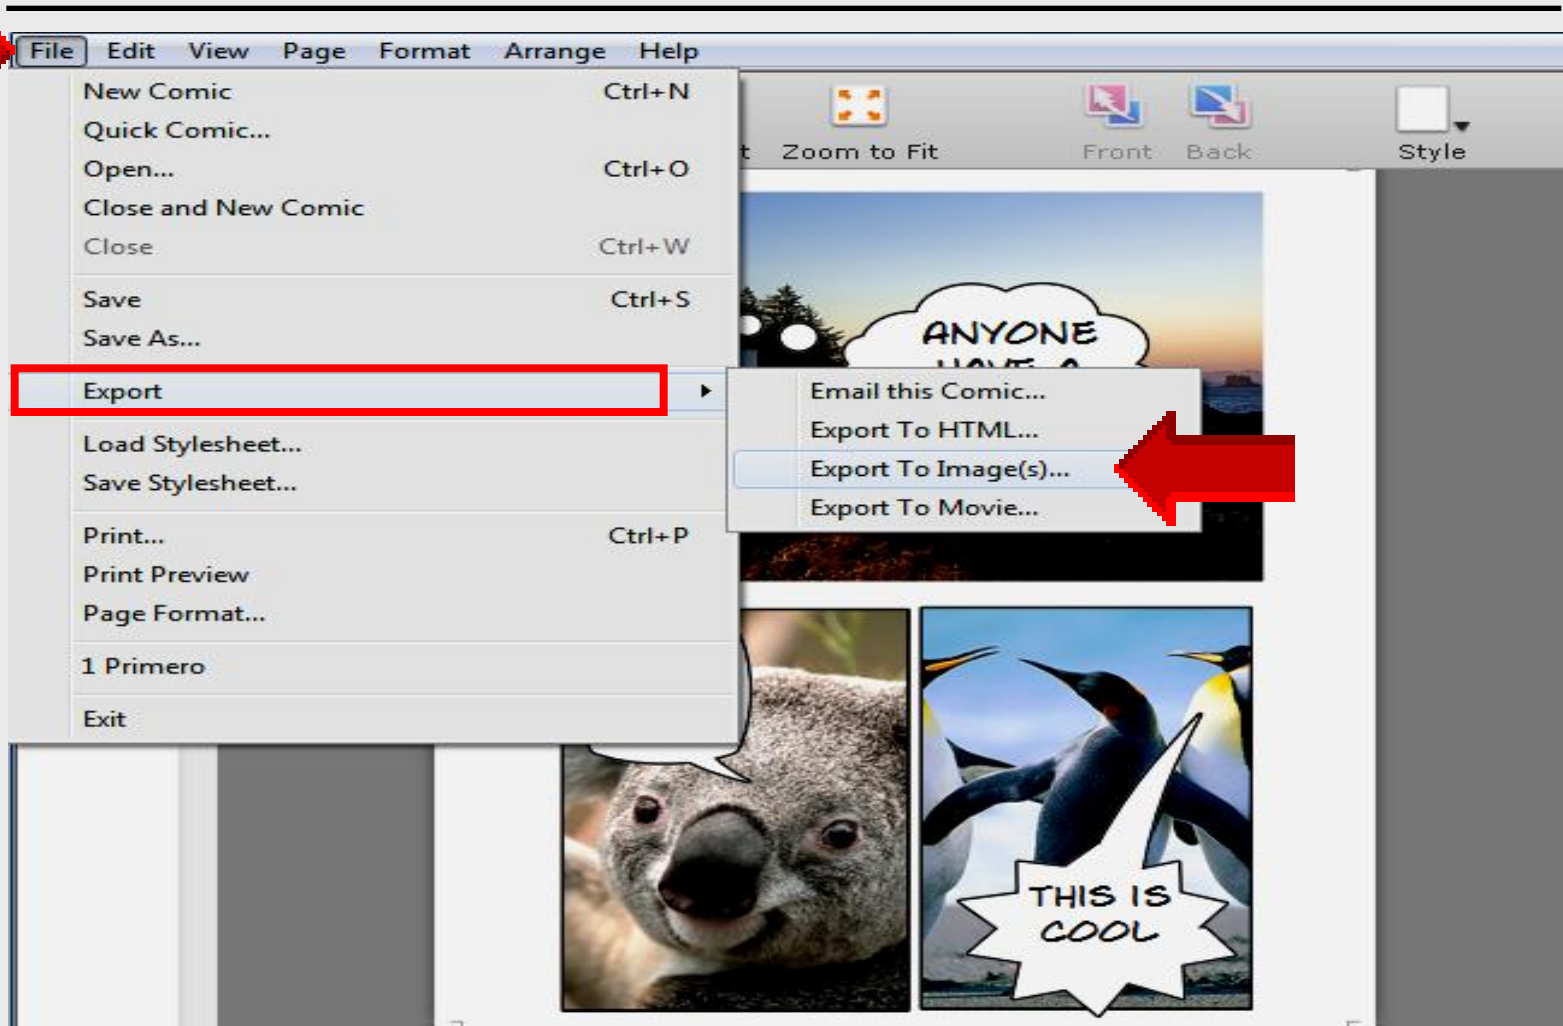 File Edit View Page Format Arrange Help
New Comic Ctrl+N
Quick Comic...
Open... Ctrl+O
Close and New Comic
Close Ctrl+W
Save Ctrl+S
Save As...
Export
Load Stylesheet...
Save Stylesheet...
Print... Ctrl+P
Print Preview
Page Format...
1 Primero
Exit
Email this Comic...
Export To HTML...
Export To Image(s)...
Export To Movie...
Zoom to Fit Front Back Style
ANYONE
HAVE A
THIS IS
COOL